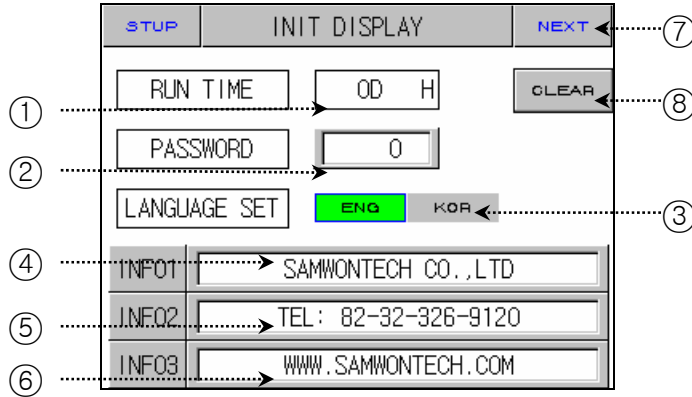 STUP INIT DISPLAY NEXT ⑦
① RUN TIME 0D H CLEAR ⑧
② PASSWORD 0
LANGUAGE SET ENG KOR ③
④ INFO1 SAMWONTECH CO.,LTD
⑤ INFO2 TEL: 82-32-326-9120
⑥ INFO3 WWW.SAMWONTECH.COM